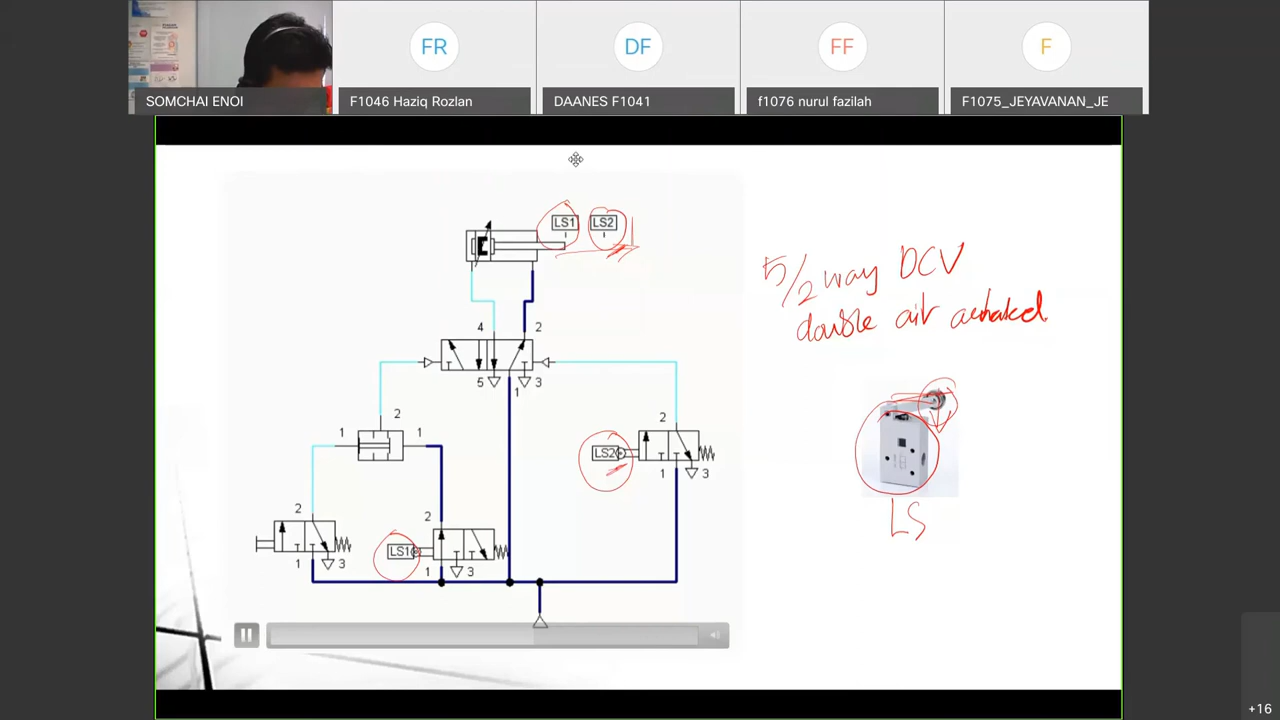 FR
DF
FF
F
SOMCHAI ENOI
F1046 Haziq Rozlan
DAANES F1041
f1076 nurul fazilah
F1075_JEYAVANAN_JE
LS1
LS2
5/2 way DCV
double air actuated
4
2
5
1
3
2
1
1
2
LS2
1
3
2
2
LS1
1
3
1
3
LS
+16